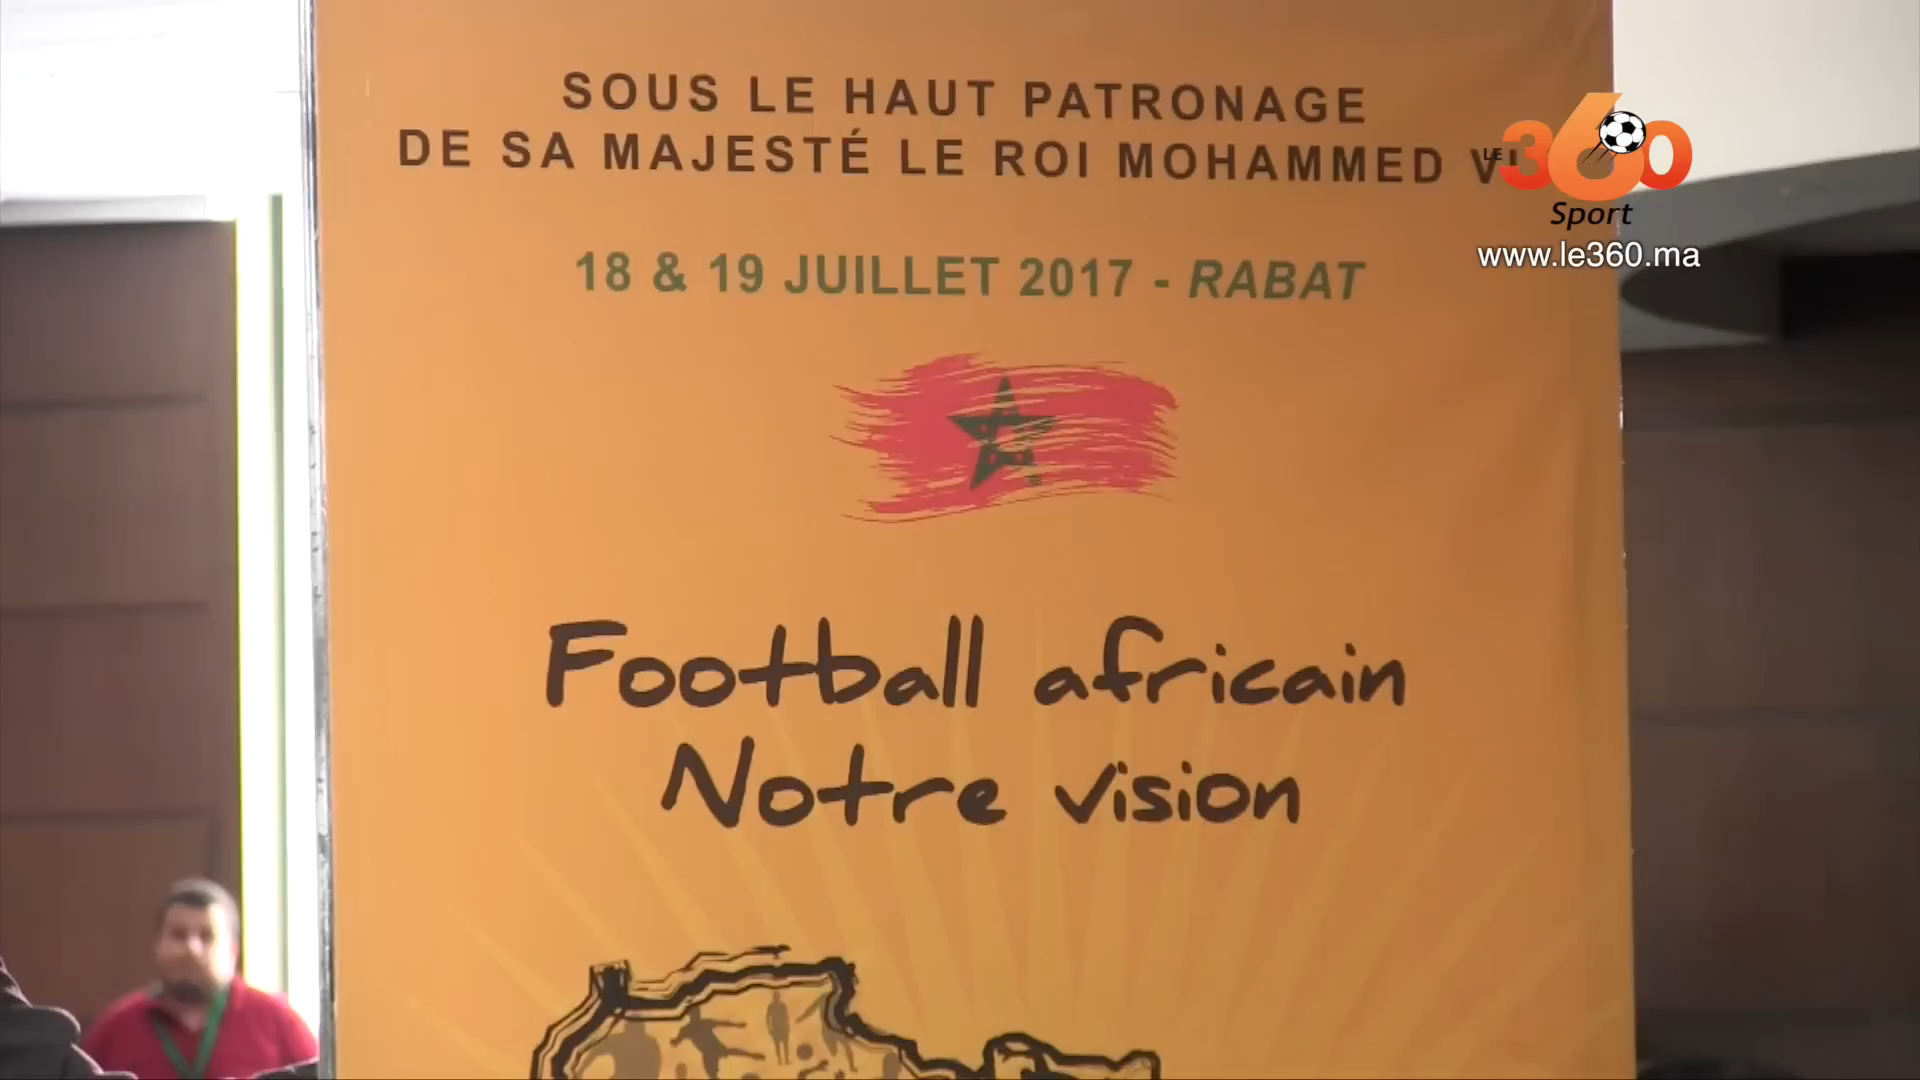 SOUS LE HAUT PATRONAGE
DE SA MAJESTÉ LE ROI MOHAMMED VI
LE 360
Sport
www.le360.ma
18 & 19 JUILLET 2017 - RABAT
Football africain
Notre vision